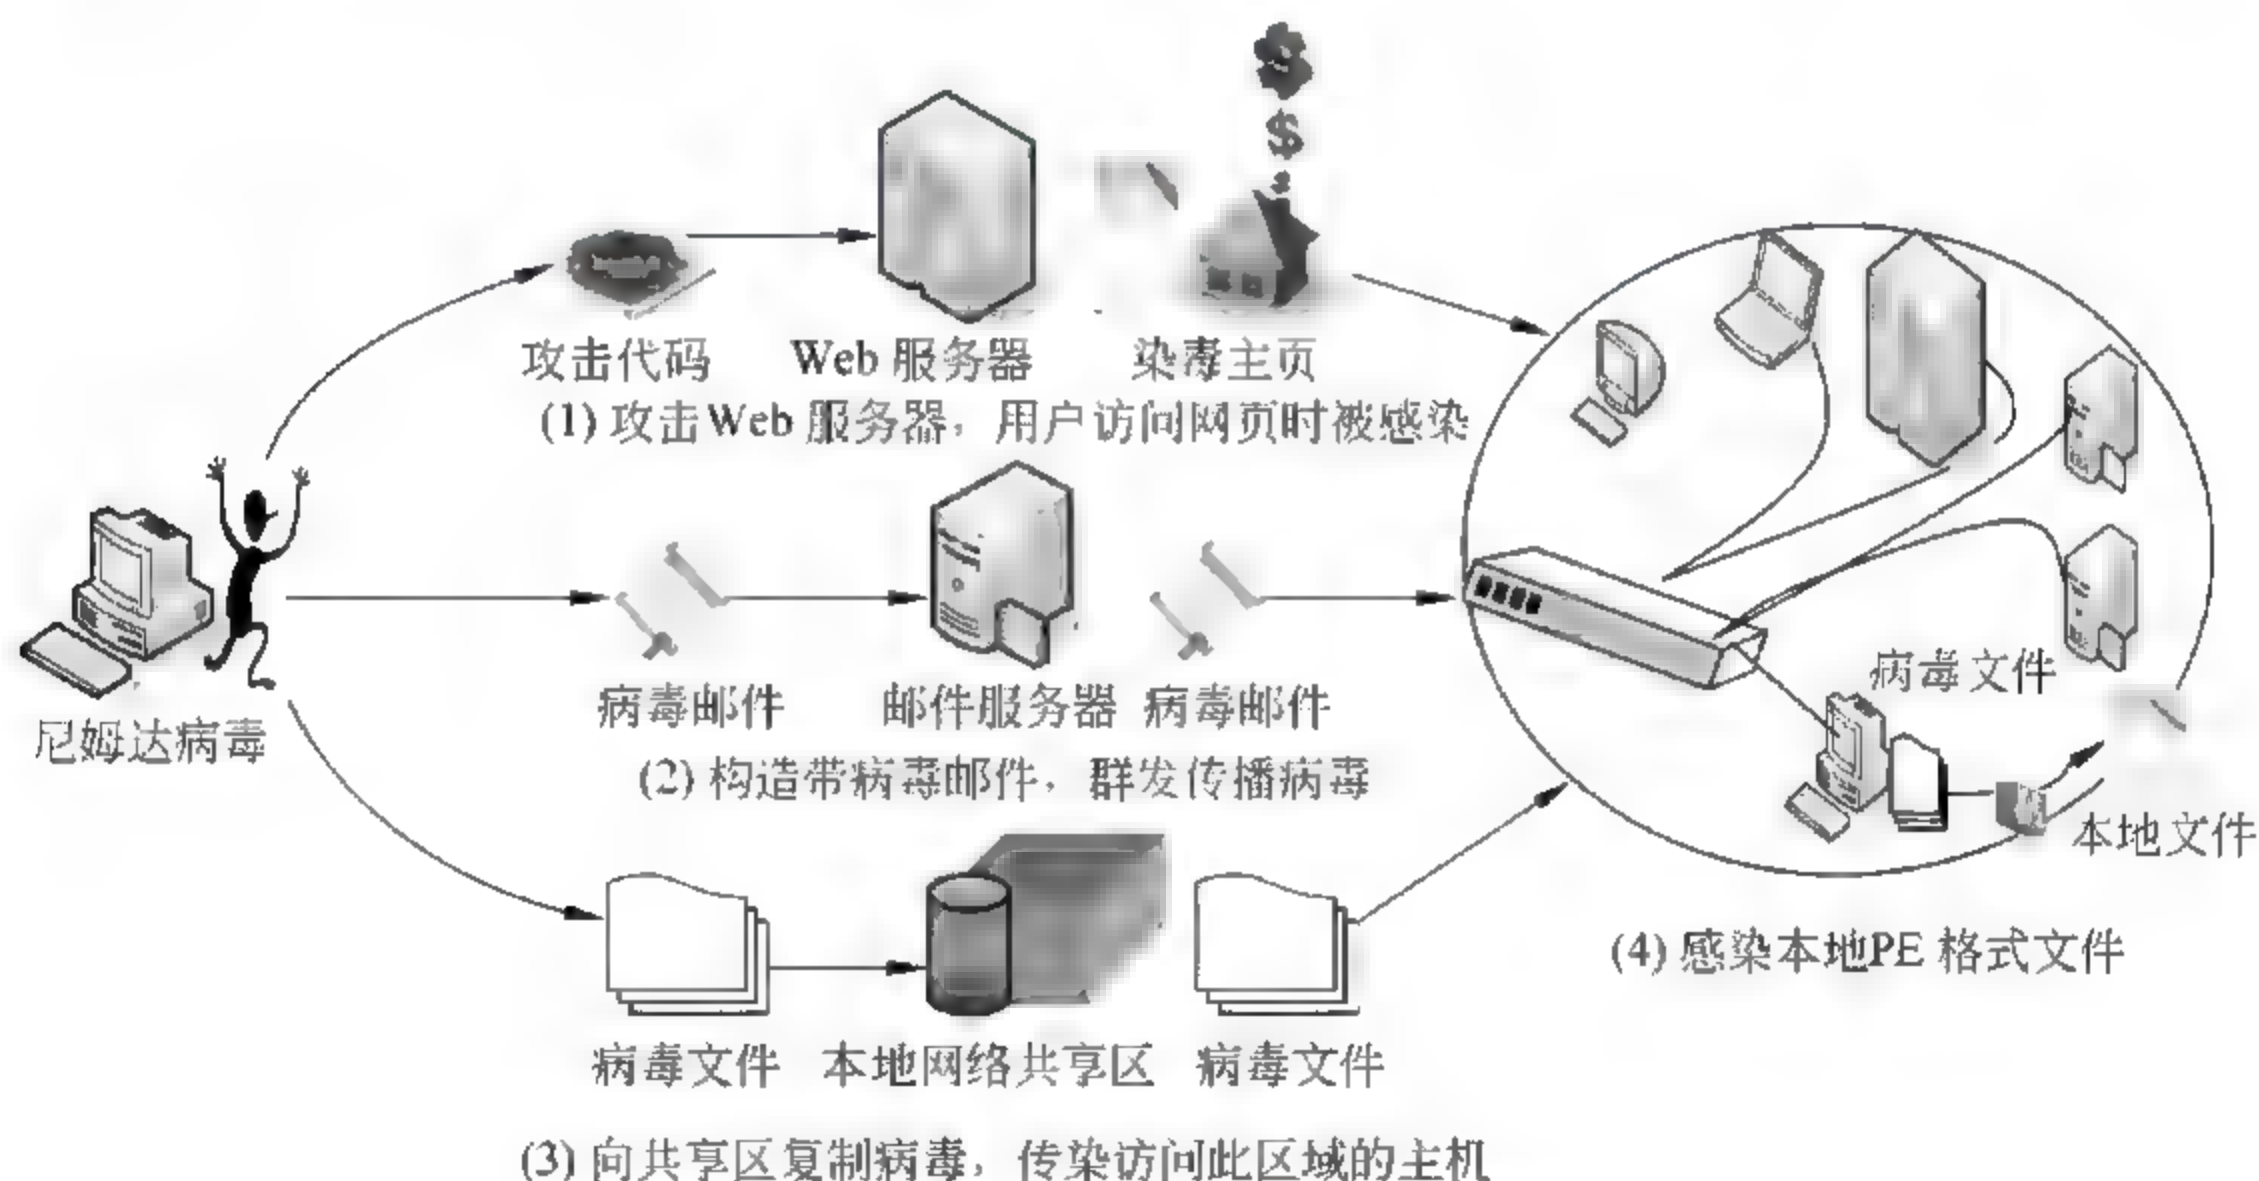 攻击代码 Web 服务器 染毒主页
(1) 攻击Web 服务器，用户访问网页时被感染
尼姆达病毒
病毒邮件 邮件服务器 病毒邮件
(2) 构造带病毒邮件，群发传播病毒
病毒文件 本地网络共享区 病毒文件
(3) 向共享区复制病毒，传染访问此区域的主机
病毒文件
本地文件
(4) 感染本地PE 格式文件